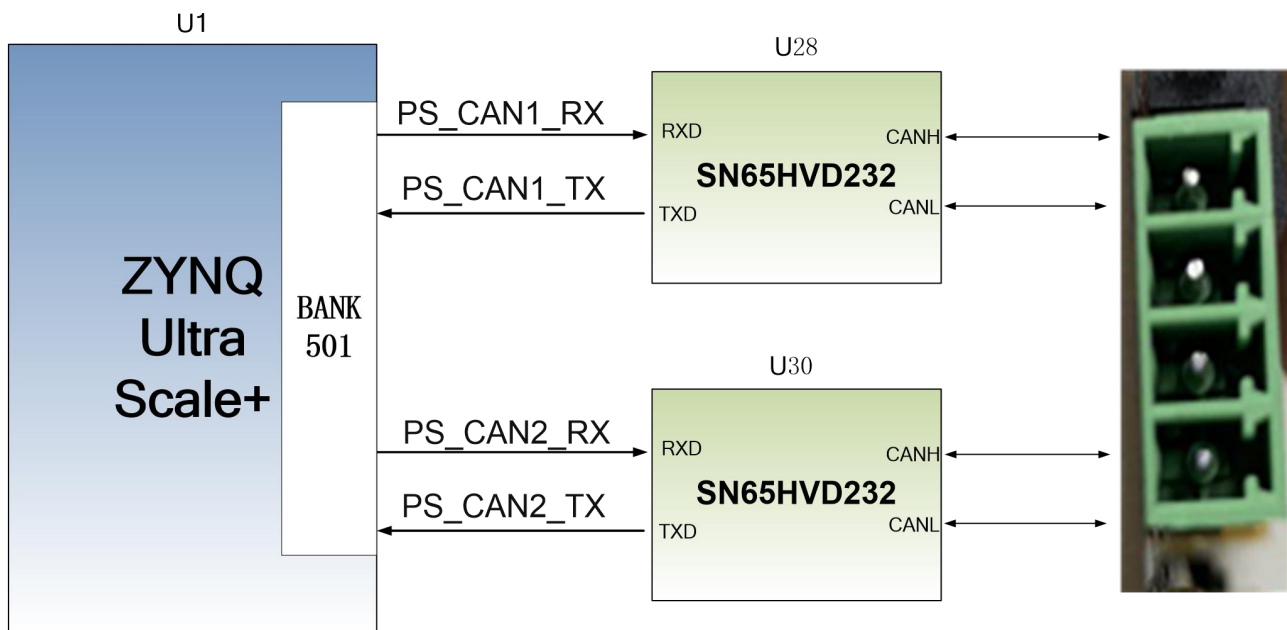 U1
ZYNQ
Ultra
Scale+
BANK
501
PS_CAN1_RX
PS_CAN1_TX
U28
RXD
CANH
SN65HVD232
TXD
CANL
PS_CAN2_RX
PS_CAN2_TX
U30
RXD
CANH
SN65HVD232
TXD
CANL